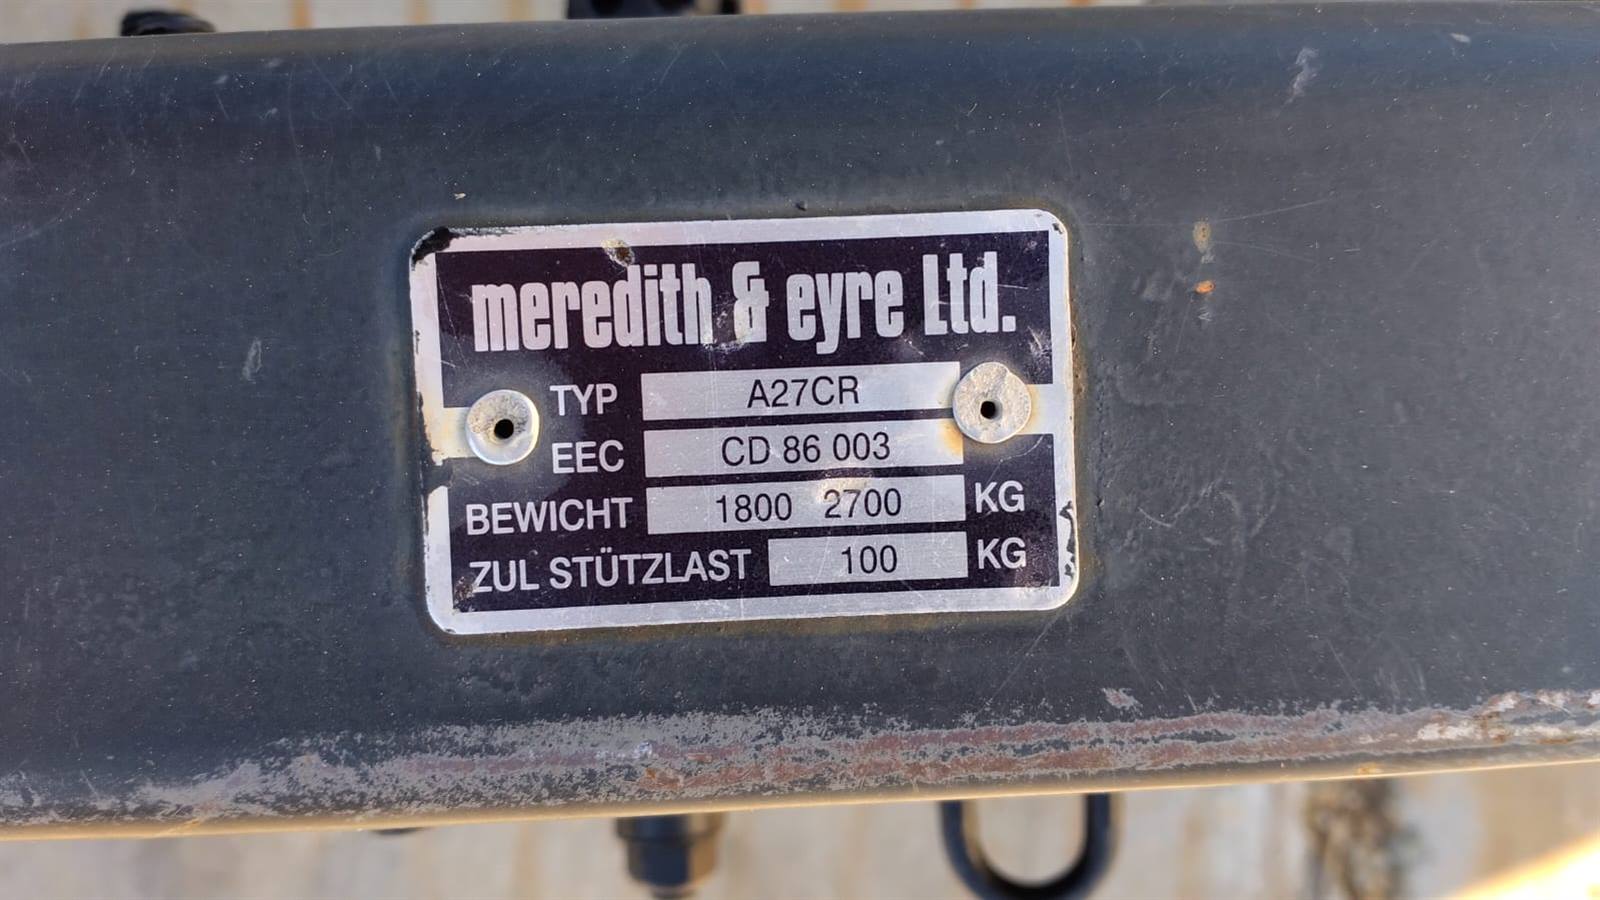 meredith & eyre Ltd.
TYP A27CR
EEC CD 86 003
BEWICHT 1800 2700 KG
ZUL STÜTZLAST 100 KG